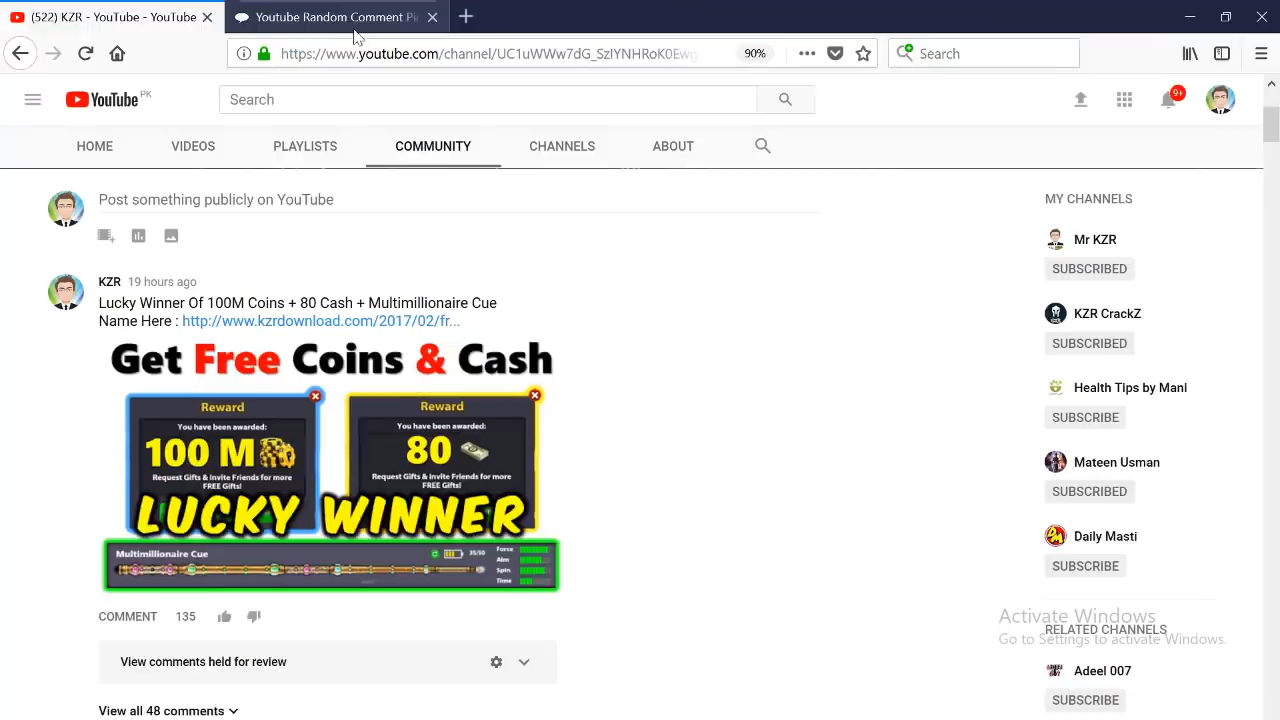 (522) KZR - YouTube - YouTube
Youtube Random Comment Pi
https://www.youtube.com/channel/UC1uWWw7dG_SzIYNHRoK0Ewg
90%
Search
YouTube PK
Search
9+
HOME
VIDEOS
PLAYLISTS
COMMUNITY
CHANNELS
ABOUT
Post something publicly on YouTube
KZR 19 hours ago
Lucky Winner Of 100M Coins + 80 Cash + Multimillionaire Cue
Name Here : http://www.kzrdownload.com/2017/02/fr...
Get Free Coins & Cash
Reward
You have been awarded:
100 M
Request Gifts & Invite Friends for more
FREE Gifts!
Reward
You have been awarded:
80
Request Gifts & Invite Friends for more
FREE Gifts!
LUCKY WINNER
Multimillionaire Cue
35/50
Force
Aim
Spin
Time
COMMENT 135
View comments held for review
View all 48 comments
MY CHANNELS
Mr KZR
SUBSCRIBED
KZR CrackZ
SUBSCRIBED
Health Tips by Mani
SUBSCRIBE
Mateen Usman
SUBSCRIBED
Daily Masti
SUBSCRIBE
Activate Windows
Go to Settings to activate Windows.
RELATED CHANNELS
Adeel 007
SUBSCRIBE